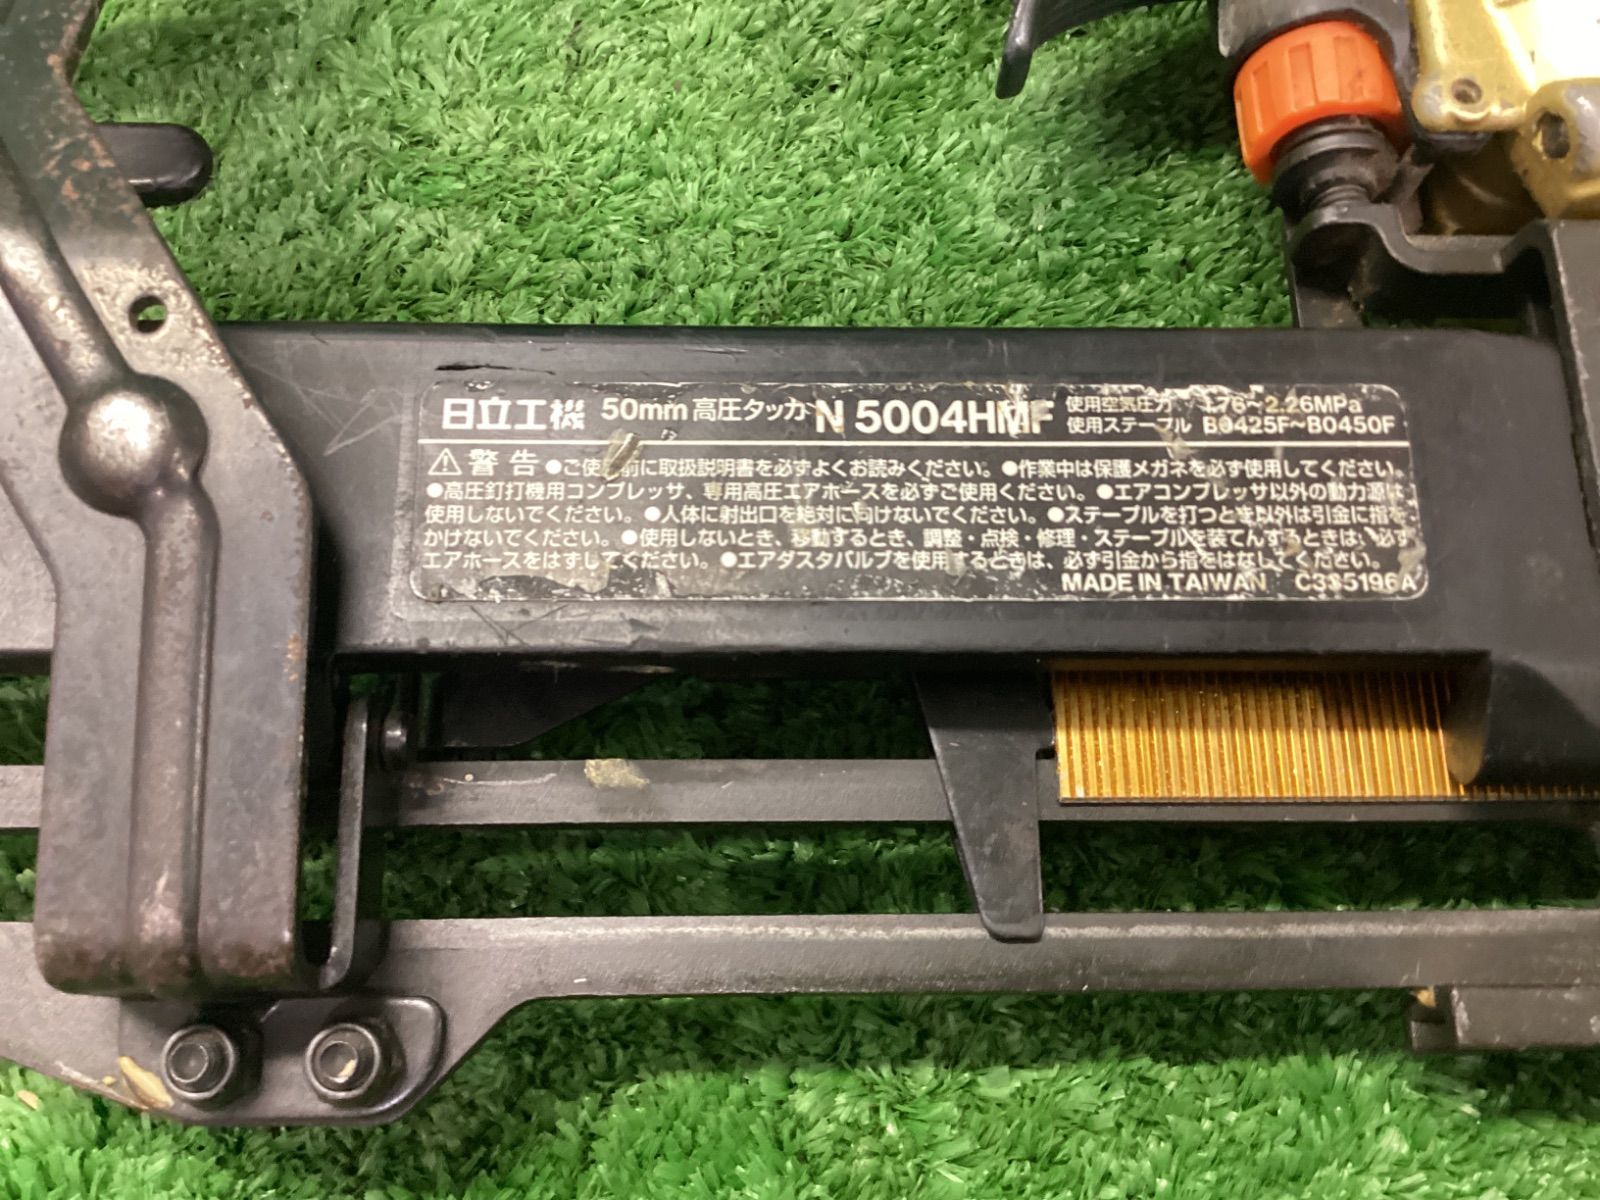 日立工機 50mm 高圧タッカ N 5004HMF 使用空気圧力 1.76〜2.26MPa
使用ステープル B0425F〜B0450F
警告 ●ご使用前に取扱説明書を必ずよくお読みください。●作業中は保護メガネを必ず使用してください。
●高圧釘打機用コンプレッサ、専用高圧エアホースを必ずご使用ください。●エアコンプレッサ以外の動力源は
使用しないでください。●人体に射出口を絶対に向けないでください。●ステープルを打つとき以外は引金に指を
かけないでください。●使用しないとき、移動するとき、調整・点検・修理・ステープルを装てんするときは、必ず
エアホースをはずしてください。●エアダスタバルブを使用するときは、必ず引金から指をはなしてください。
MADE IN TAIWAN C335196A